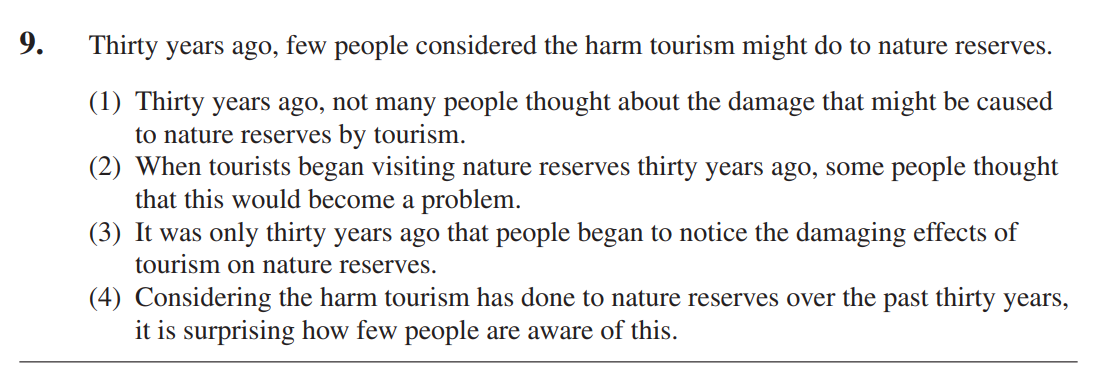 9. Thirty years ago, few people considered the harm tourism might do to nature reserves.
(1) Thirty years ago, not many people thought about the damage that might be caused
to nature reserves by tourism.
(2) When tourists began visiting nature reserves thirty years ago, some people thought
that this would become a problem.
(3) It was only thirty years ago that people began to notice the damaging effects of
tourism on nature reserves.
(4) Considering the harm tourism has done to nature reserves over the past thirty years,
it is surprising how few people are aware of this.